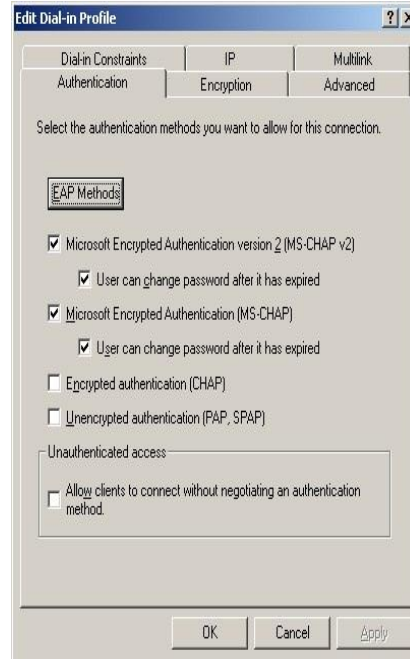 Edit Dial-in Profile
Dial-in Constraints IP Multilink
Authentication Encryption Advanced
Select the authentication methods you want to allow for this connection.
EAP Methods
Microsoft Encrypted Authentication version 2 (MS-CHAP v2)
User can change password after it has expired
Microsoft Encrypted Authentication (MS-CHAP)
User can change password after it has expired
Encrypted authentication (CHAP)
Unencrypted authentication (PAP, SPAP)
Unauthenticated access
Allow clients to connect without negotiating an authentication
method.
OK Cancel Apply